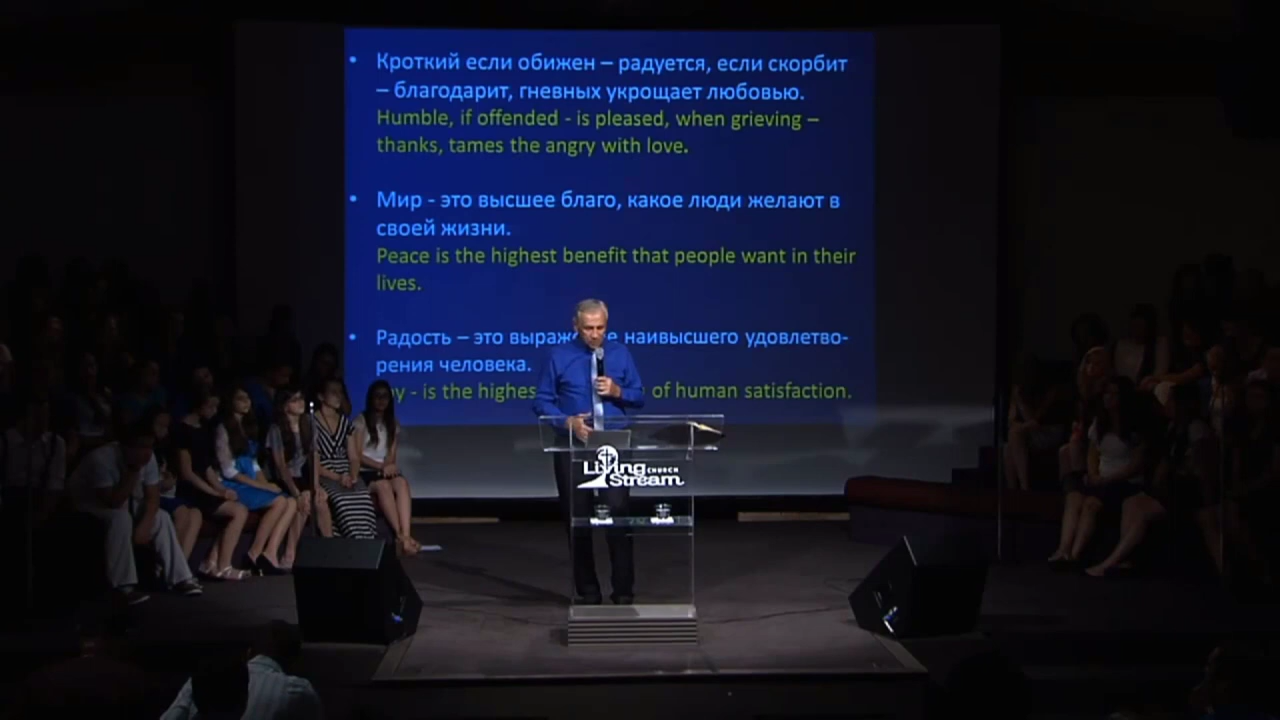 • Кроткий если обижен – радуется, если скорбит
– благодарит, гневных укрощает любовью.
Humble, if offended - is pleased, when grieving –
thanks, tames the angry with love.
• Мир - это высшее благо, какое люди желают в
своей жизни.
Peace is the highest benefit that people want in their
lives.
• Радость – это наивысшего удовлетво-
рения человека.
- is the of human satisfaction.
Living CHURCH
Stream